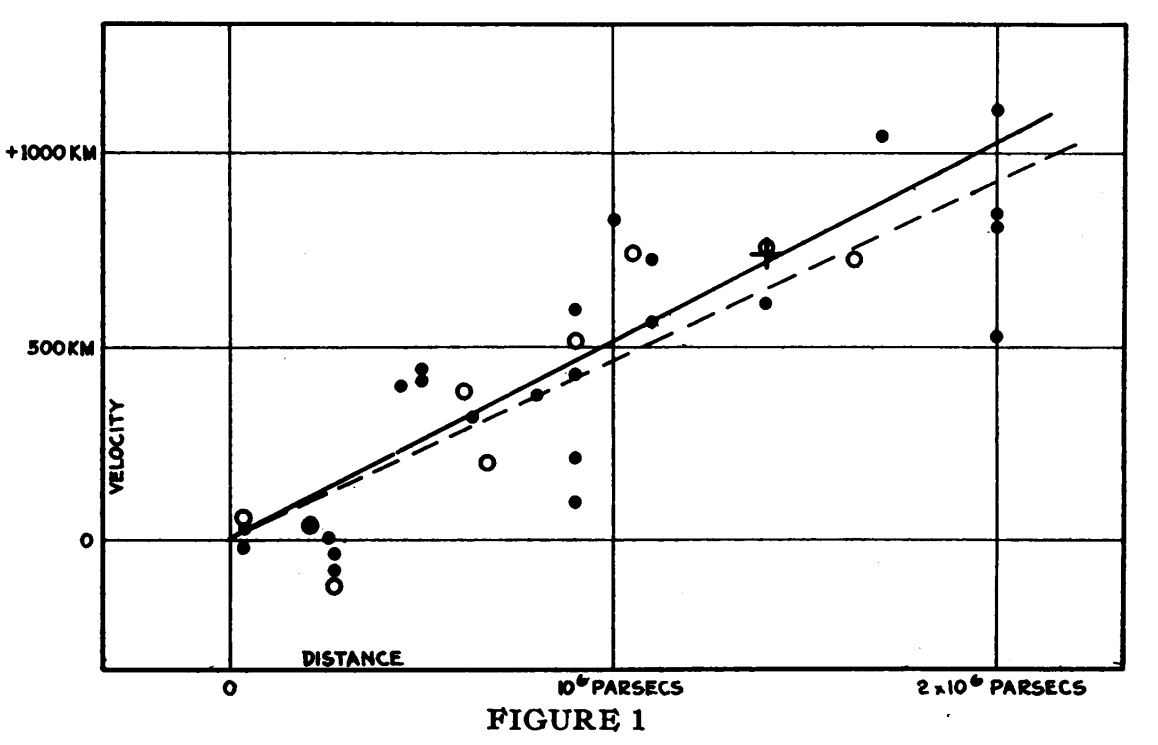 +1000 KM
500 KM
VELOCITY
0
DISTANCE
0 10⁶ PARSECS 2 x 10⁶ PARSECS
FIGURE 1